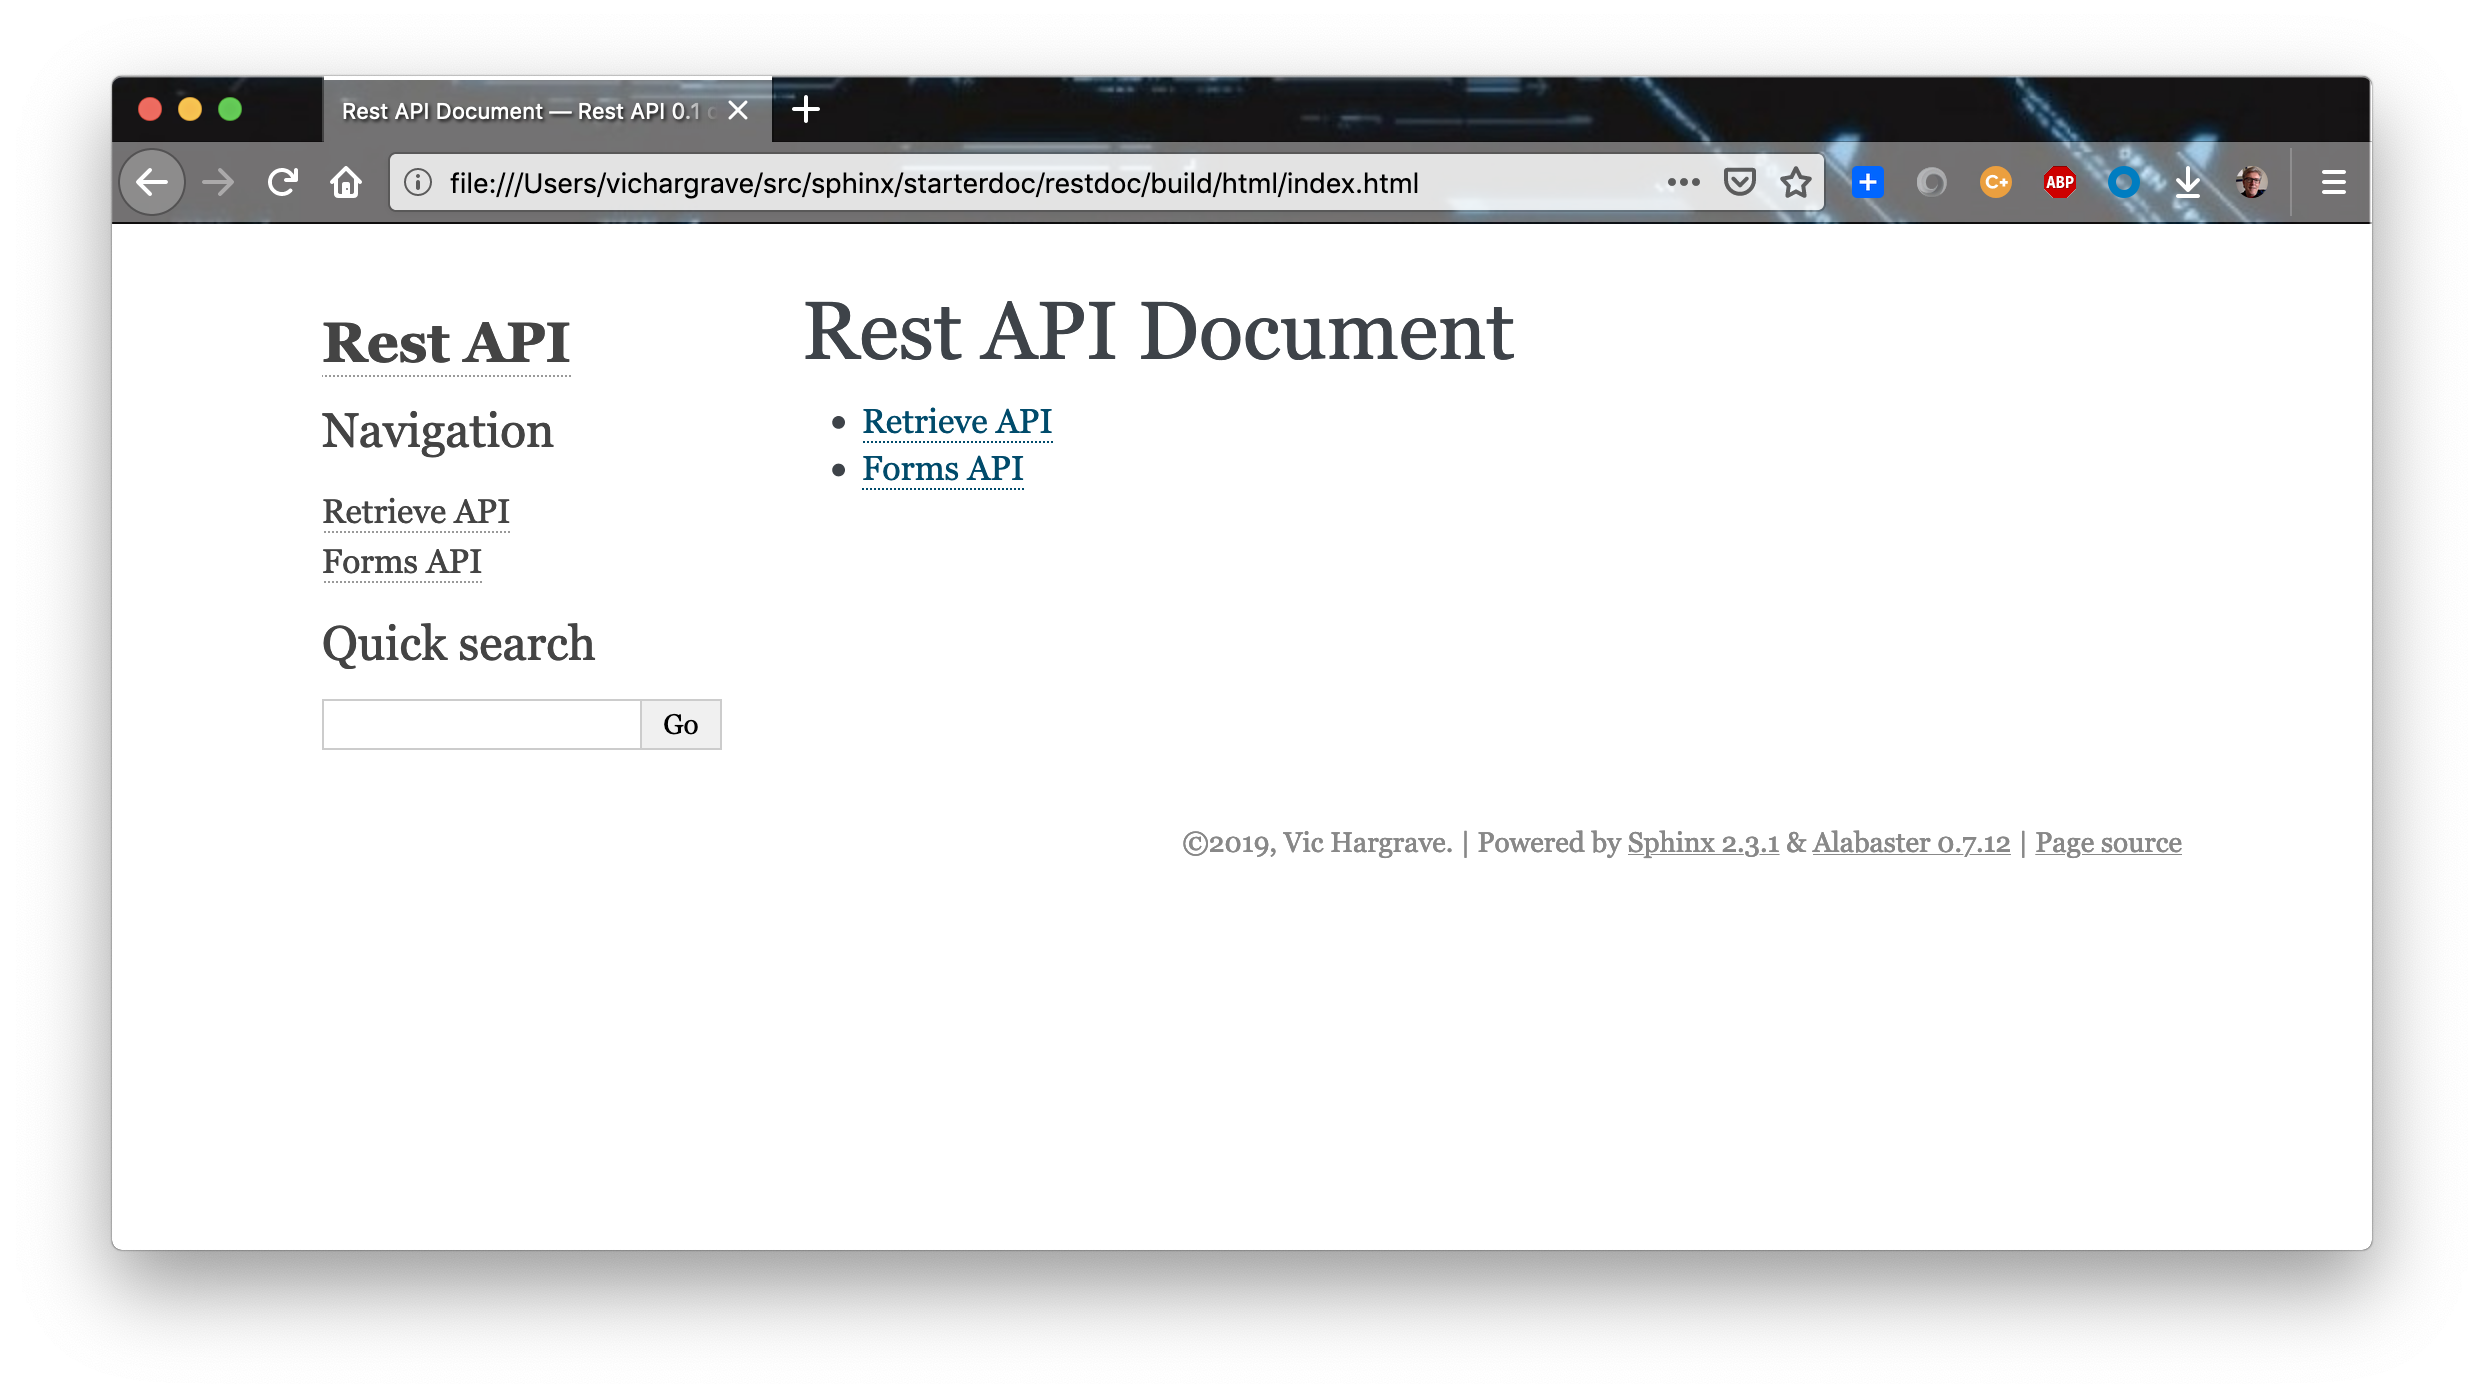 Rest API Document — Rest API 0.1
file:///Users/vichargrave/src/sphinx/starterdoc/restdoc/build/html/index.html
C+
ABP
Rest API
Navigation
Retrieve API
Forms API
Quick search
Go
Rest API Document
Retrieve API
Forms API
©2019, Vic Hargrave. | Powered by Sphinx 2.3.1 & Alabaster 0.7.12 | Page source